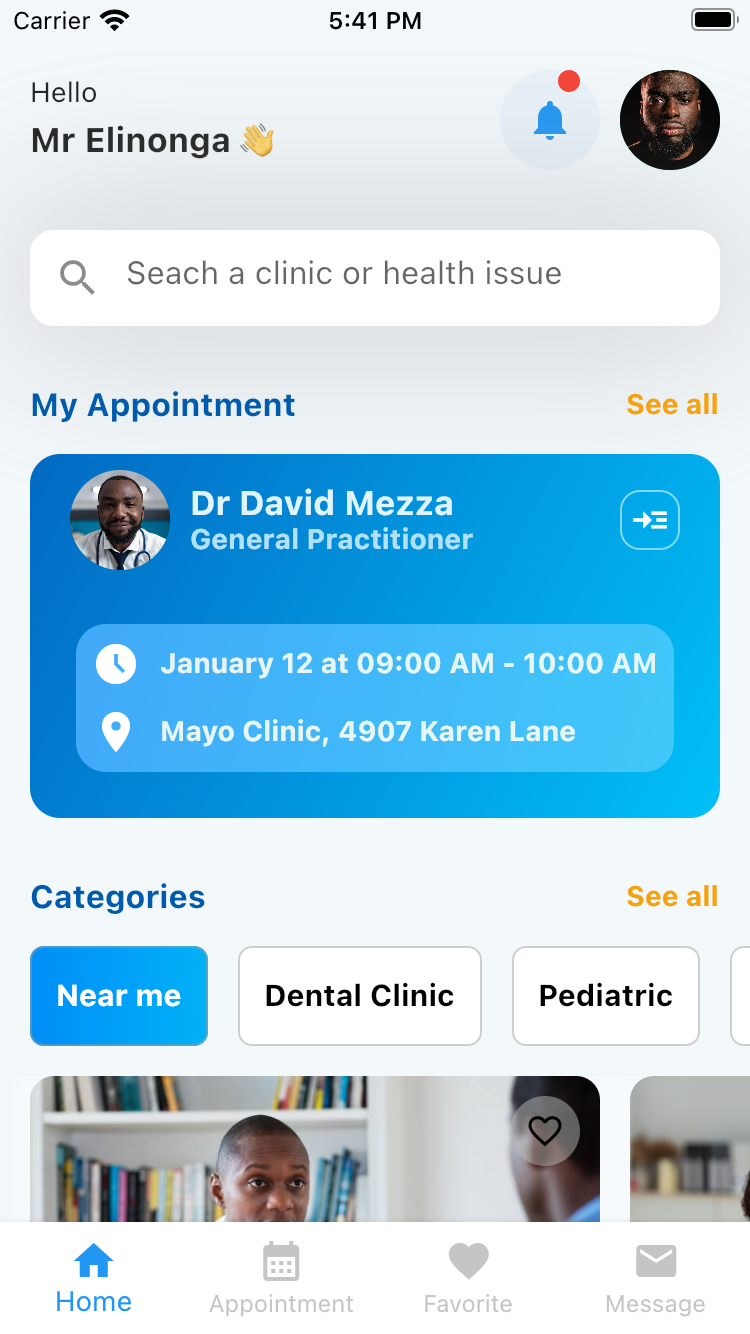 Carrier 5:41 PM
Hello
Mr Elinonga 👋
Seach a clinic or health issue
My Appointment See all
Dr David Mezza
General Practitioner
January 12 at 09:00 AM - 10:00 AM
Mayo Clinic, 4907 Karen Lane
Categories See all
Near me Dental Clinic Pediatric
Home Appointment Favorite Message